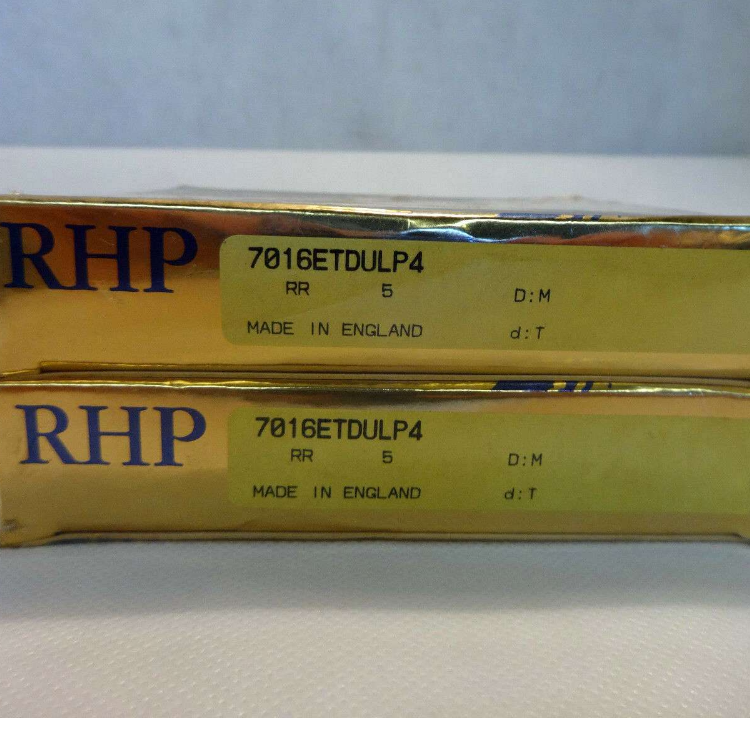 RHP
7016ETDULP4
RR 5 D:M
MADE IN ENGLAND d:T
RHP
7016ETDULP4
RR 5 D:M
MADE IN ENGLAND d:T